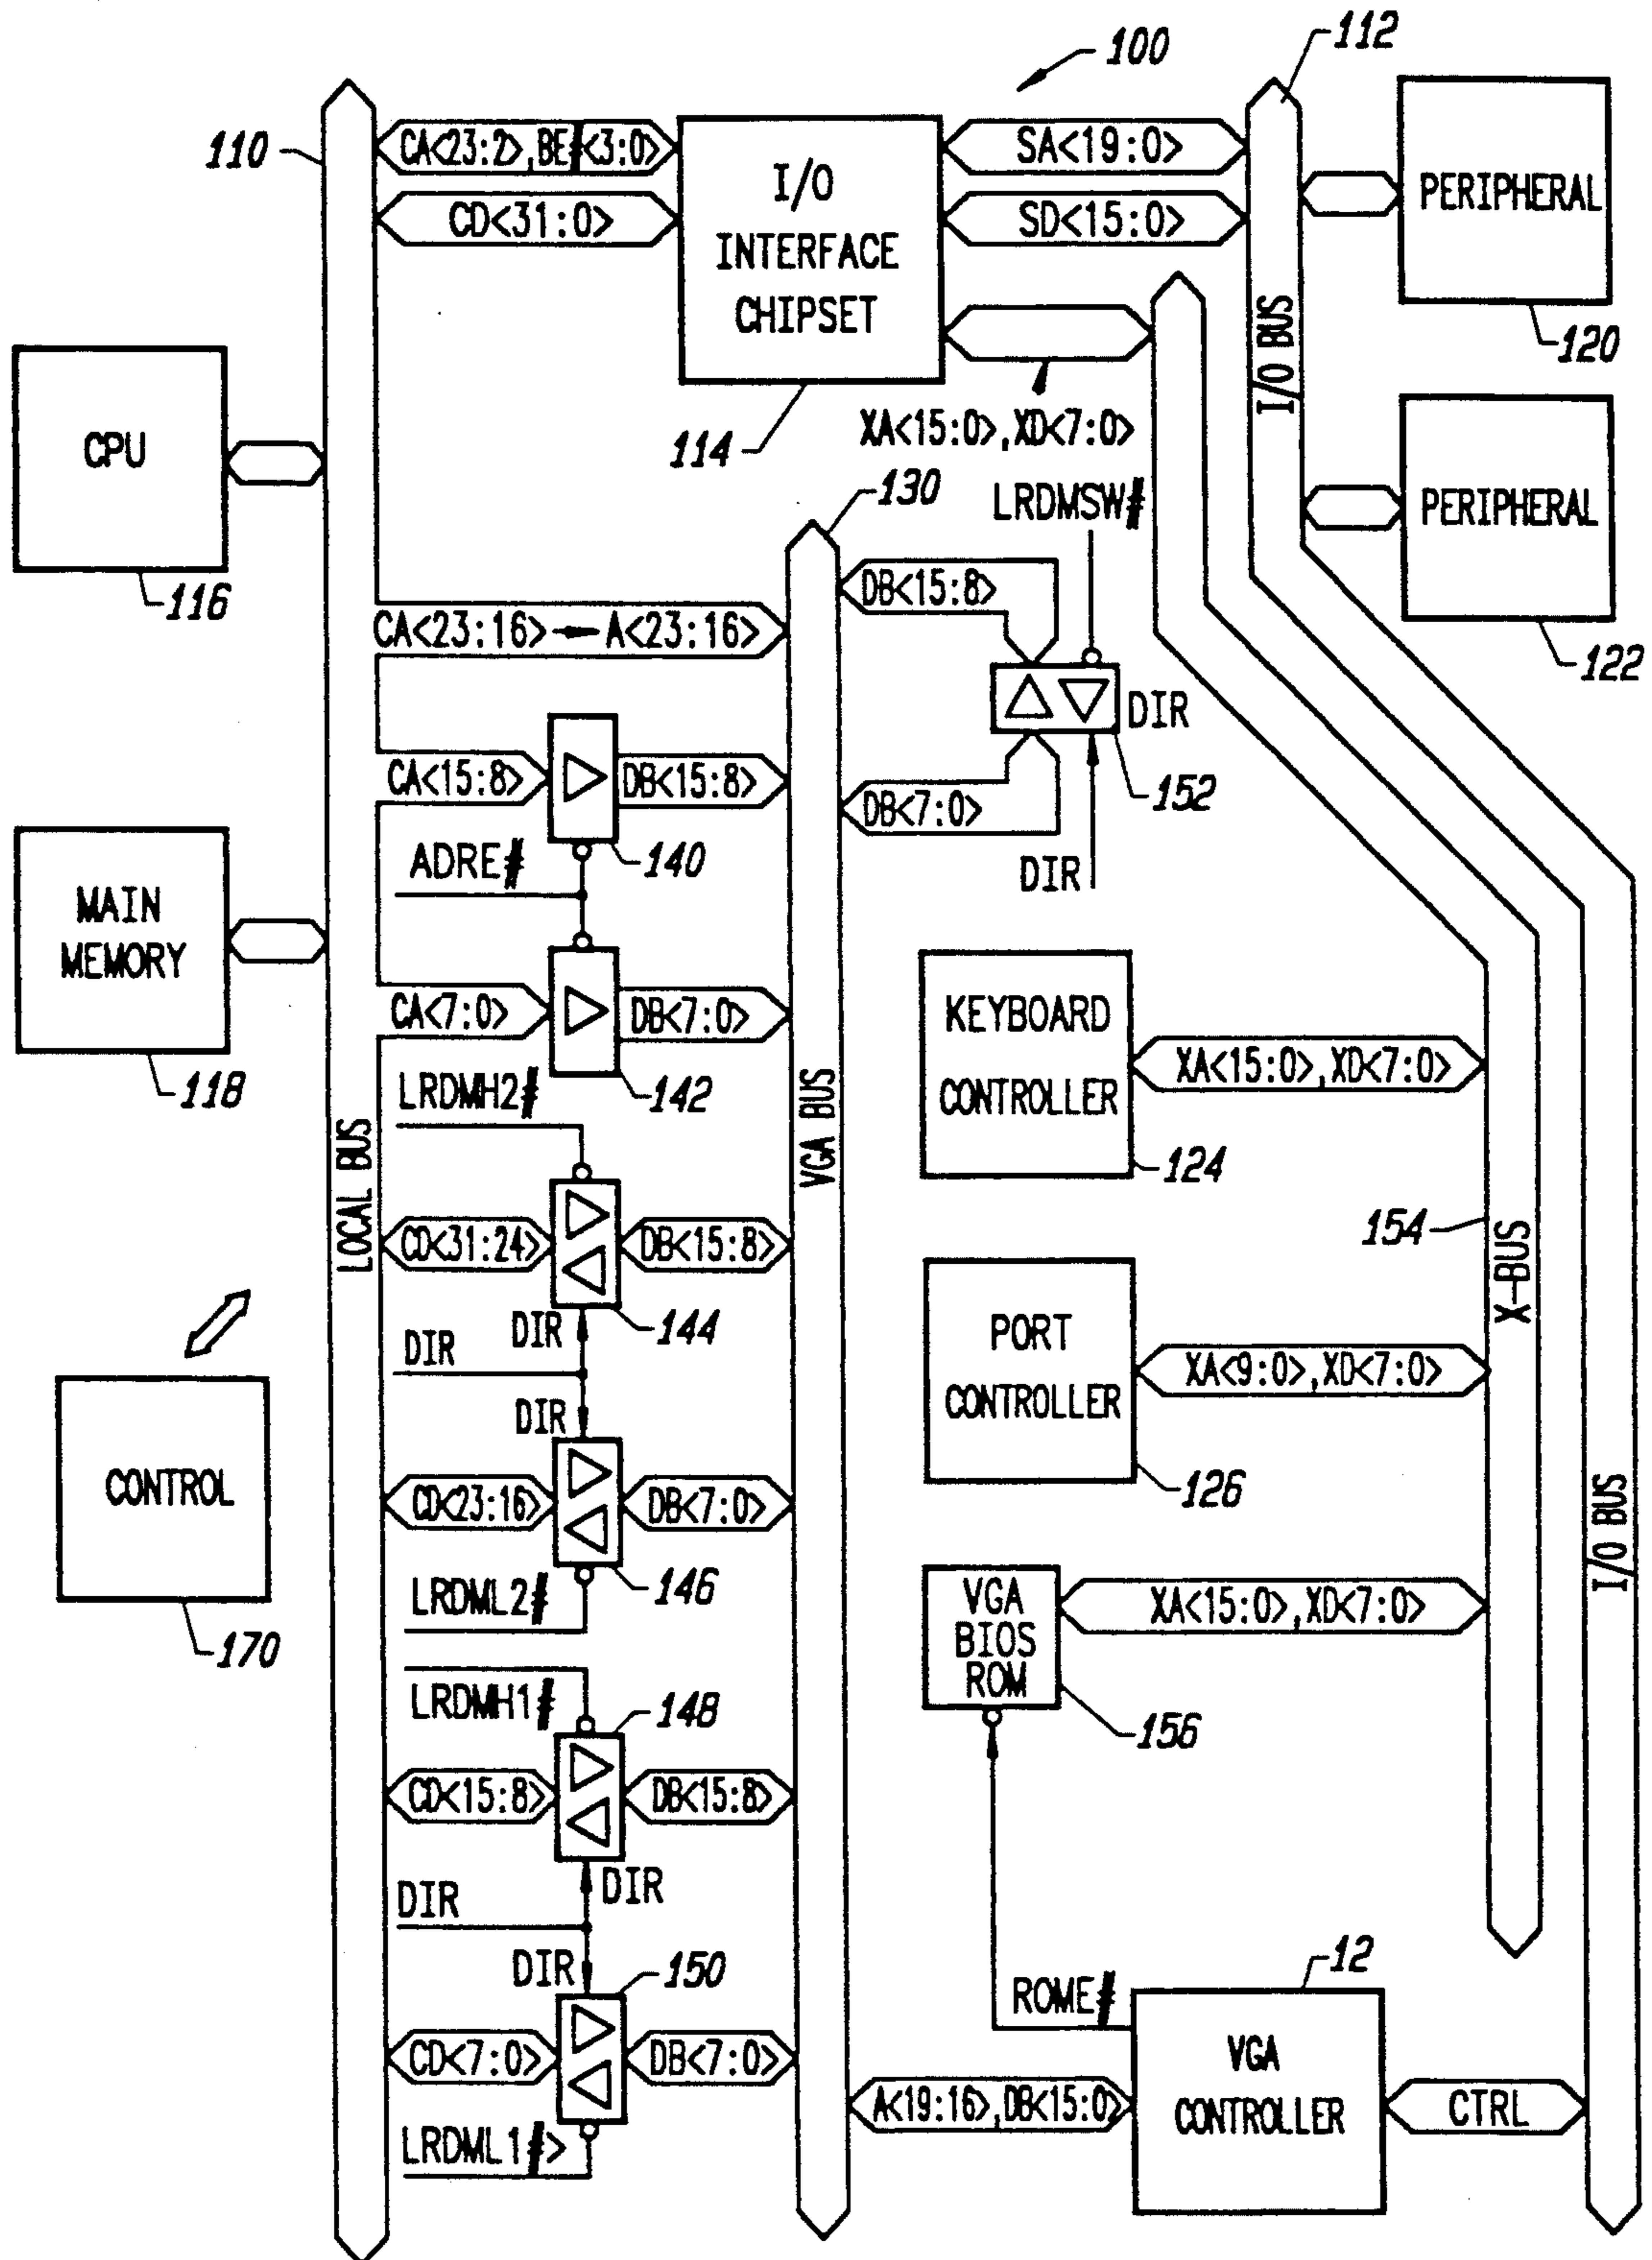 100
112
110
CA<23:2>,BE#<3:0>
CD<31:0>
I/O
INTERFACE
CHIPSET
SA<19:0>
SD<15:0>
PERIPHERAL
120
I/O BUS
XA<15:0>,XD<7:0>
114
CPU
116
130
LRDMSW#
PERIPHERAL
122
DB<15:8>
CA<23:16>
A<23:16>
DIR
152
CA<15:8>
DB<15:8>
DB<7:0>
140
ADRE#
DIR
MAIN
MEMORY
118
CA<7:0>
DB<7:0>
142
LRDMH2#
KEYBOARD
CONTROLLER
124
XA<15:0>,XD<7:0>
LOCAL BUS
VGA BUS
CD<31:24>
DB<15:8>
144
154
X-BUS
DIR
DIR
DIR
PORT
CONTROLLER
126
XA<9:0>,XD<7:0>
CONTROL
170
CD<23:16>
DB<7:0>
146
LRDML2#
I/O BUS
VGA
BIOS
ROM
156
XA<15:0>,XD<7:0>
LRDMH1#
148
CD<15:8>
DB<15:8>
DIR
DIR
DIR
150
12
ROME#
CD<7:0>
DB<7:0>
VGA
CONTROLLER
A<19:16>,DB<15:0>
CTRL
LRDML1#>